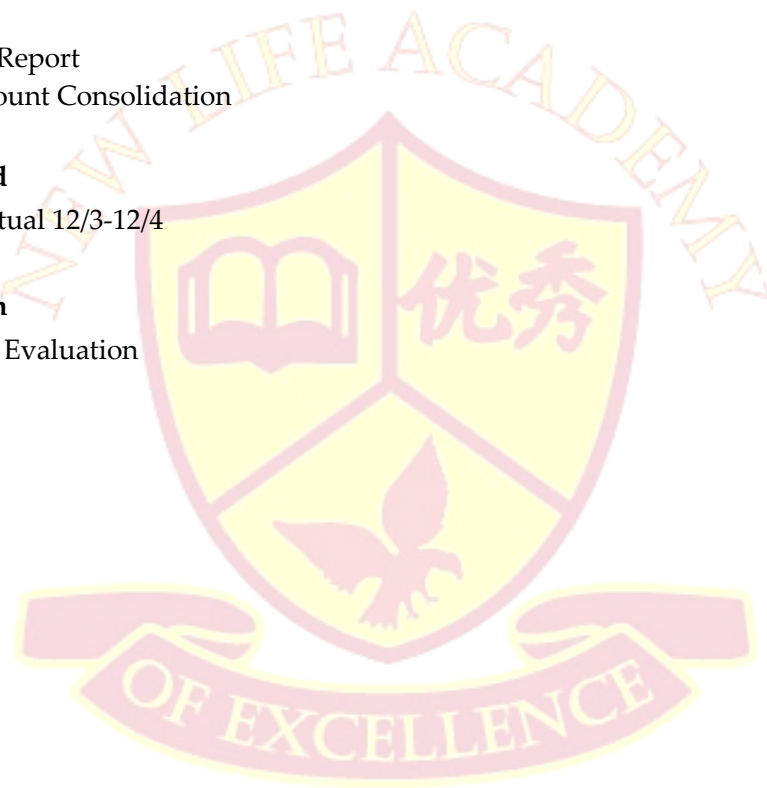 NEW LIFE ACADEMY
Report
ount Consolidation
d
tual 12/3-12/4
n
Evaluation
优秀
OF EXCELLENCE